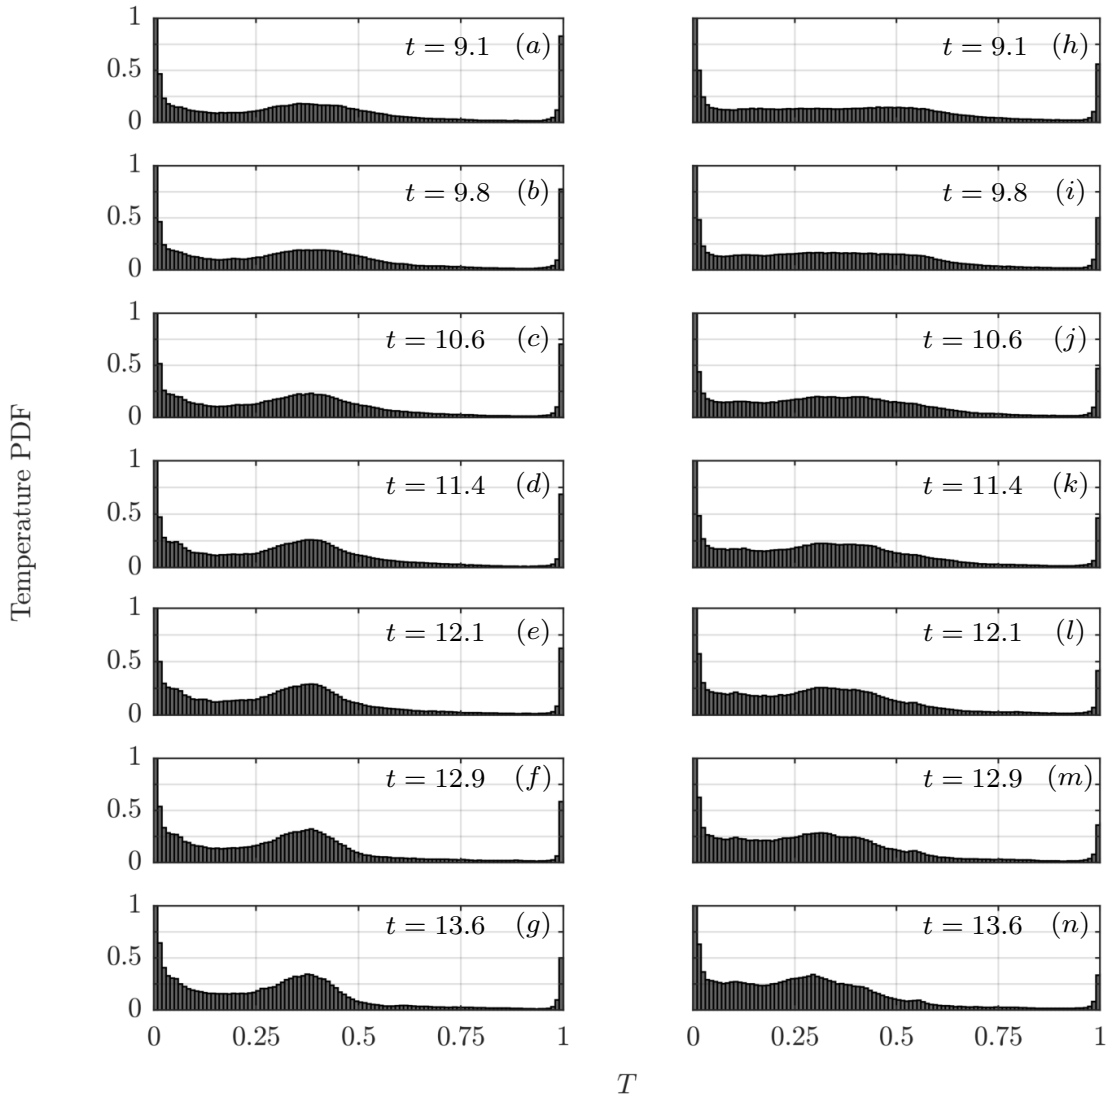 1
0.5
0
t = 9.1 (a)
t = 9.1 (h)
1
0.5
0
t = 9.8 (b)
t = 9.8 (i)
1
0.5
0
t = 10.6 (c)
t = 10.6 (j)
1
0.5
0
t = 11.4 (d)
t = 11.4 (k)
1
0.5
0
t = 12.1 (e)
t = 12.1 (l)
1
0.5
0
t = 12.9 (f)
t = 12.9 (m)
1
0.5
0
t = 13.6 (g)
t = 13.6 (n)
0 0.25 0.5 0.75 1
0 0.25 0.5 0.75 1
Temperature PDF
T